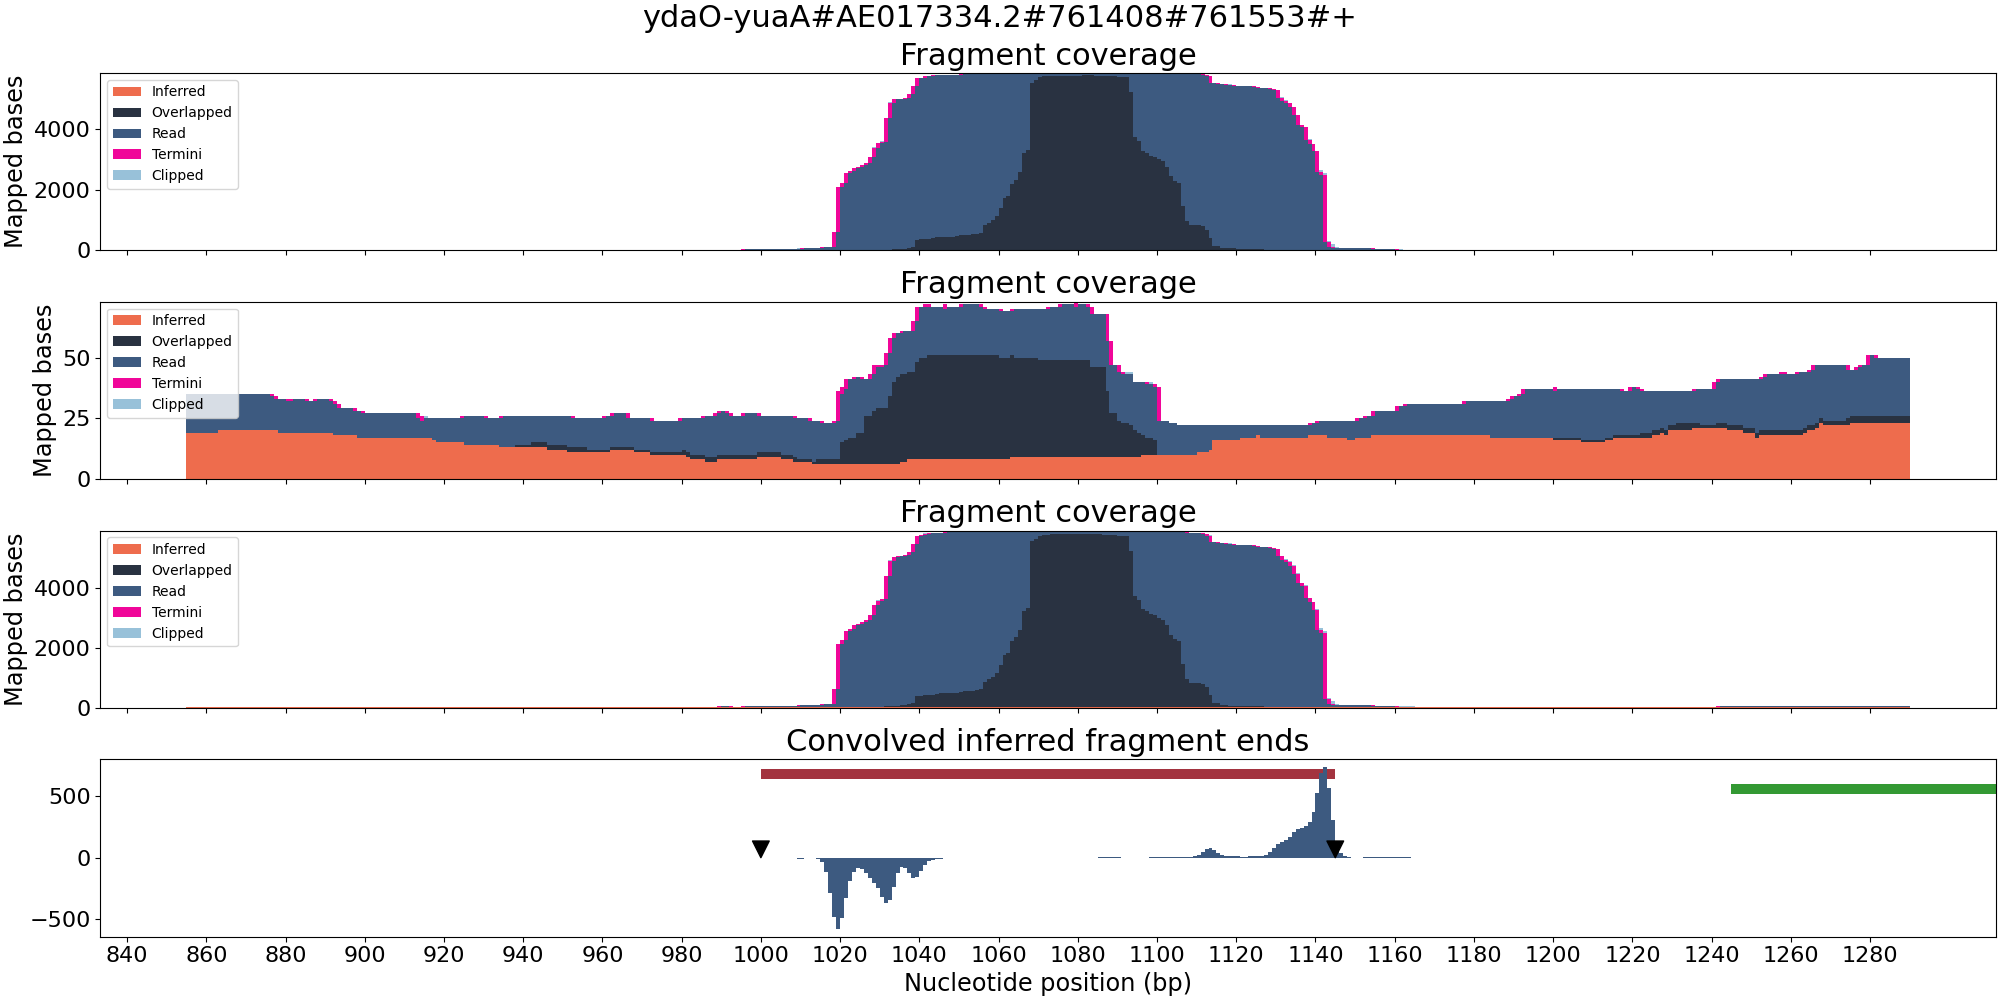 ydaO-yuaA#AE017334.2#761408#761553#+
Fragment coverage
Mapped bases
4000
2000
0
Inferred
Overlapped
Read
Termini
Clipped
Fragment coverage
Mapped bases
50
25
0
Inferred
Overlapped
Read
Termini
Clipped
Fragment coverage
Mapped bases
4000
2000
0
Inferred
Overlapped
Read
Termini
Clipped
Convolved inferred fragment ends
500
0
−500
840 860 880 900 920 940 960 980 1000 1020 1040 1060 1080 1100 1120 1140 1160 1180 1200 1220 1240 1260 1280
Nucleotide position (bp)